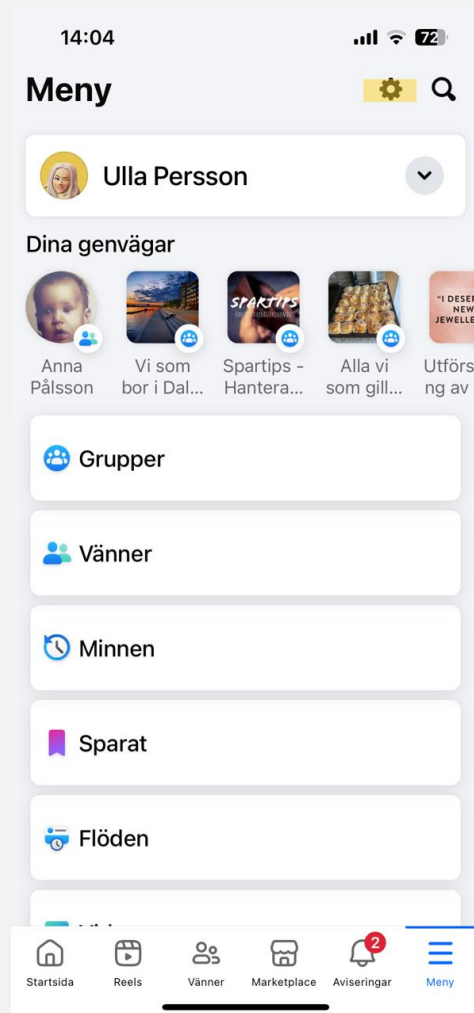 14:04
72
Meny
Ulla Persson
Dina genvägar
SPARTIPS
"I DESER
NEW
JEWELLE
Anna
Pålsson
Vi som
bor i Dal...
Spartips -
Hantera...
Alla vi
som gill...
Utförs
ng av
Grupper
Vänner
Minnen
Sparat
Flöden
2
Startsida
Reels
Vänner
Marketplace
Aviseringar
Meny